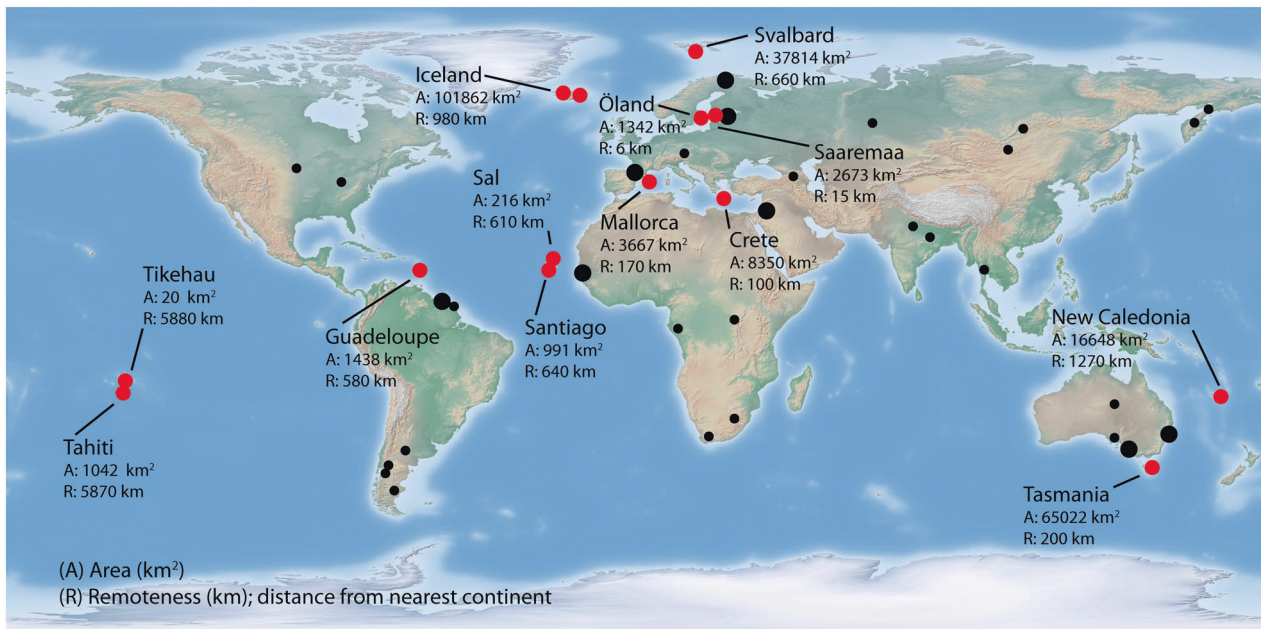 Svalbard
A: 37814 km²
R: 660 km
Iceland
A: 101862 km²
R: 980 km
Öland
A: 1342 km²
R: 6 km
Saaremaa
A: 2673 km²
R: 15 km
Sal
A: 216 km²
R: 610 km
Mallorca
A: 3667 km²
R: 170 km
Crete
A: 8350 km²
R: 100 km
Tikehau
A: 20 km²
R: 5880 km
Guadeloupe
A: 1438 km²
R: 580 km
Santiago
A: 991 km²
R: 640 km
New Caledonia
A: 16648 km²
R: 1270 km
Tahiti
A: 1042 km²
R: 5870 km
Tasmania
A: 65022 km²
R: 200 km
(A) Area (km²)
(R) Remoteness (km); distance from nearest continent